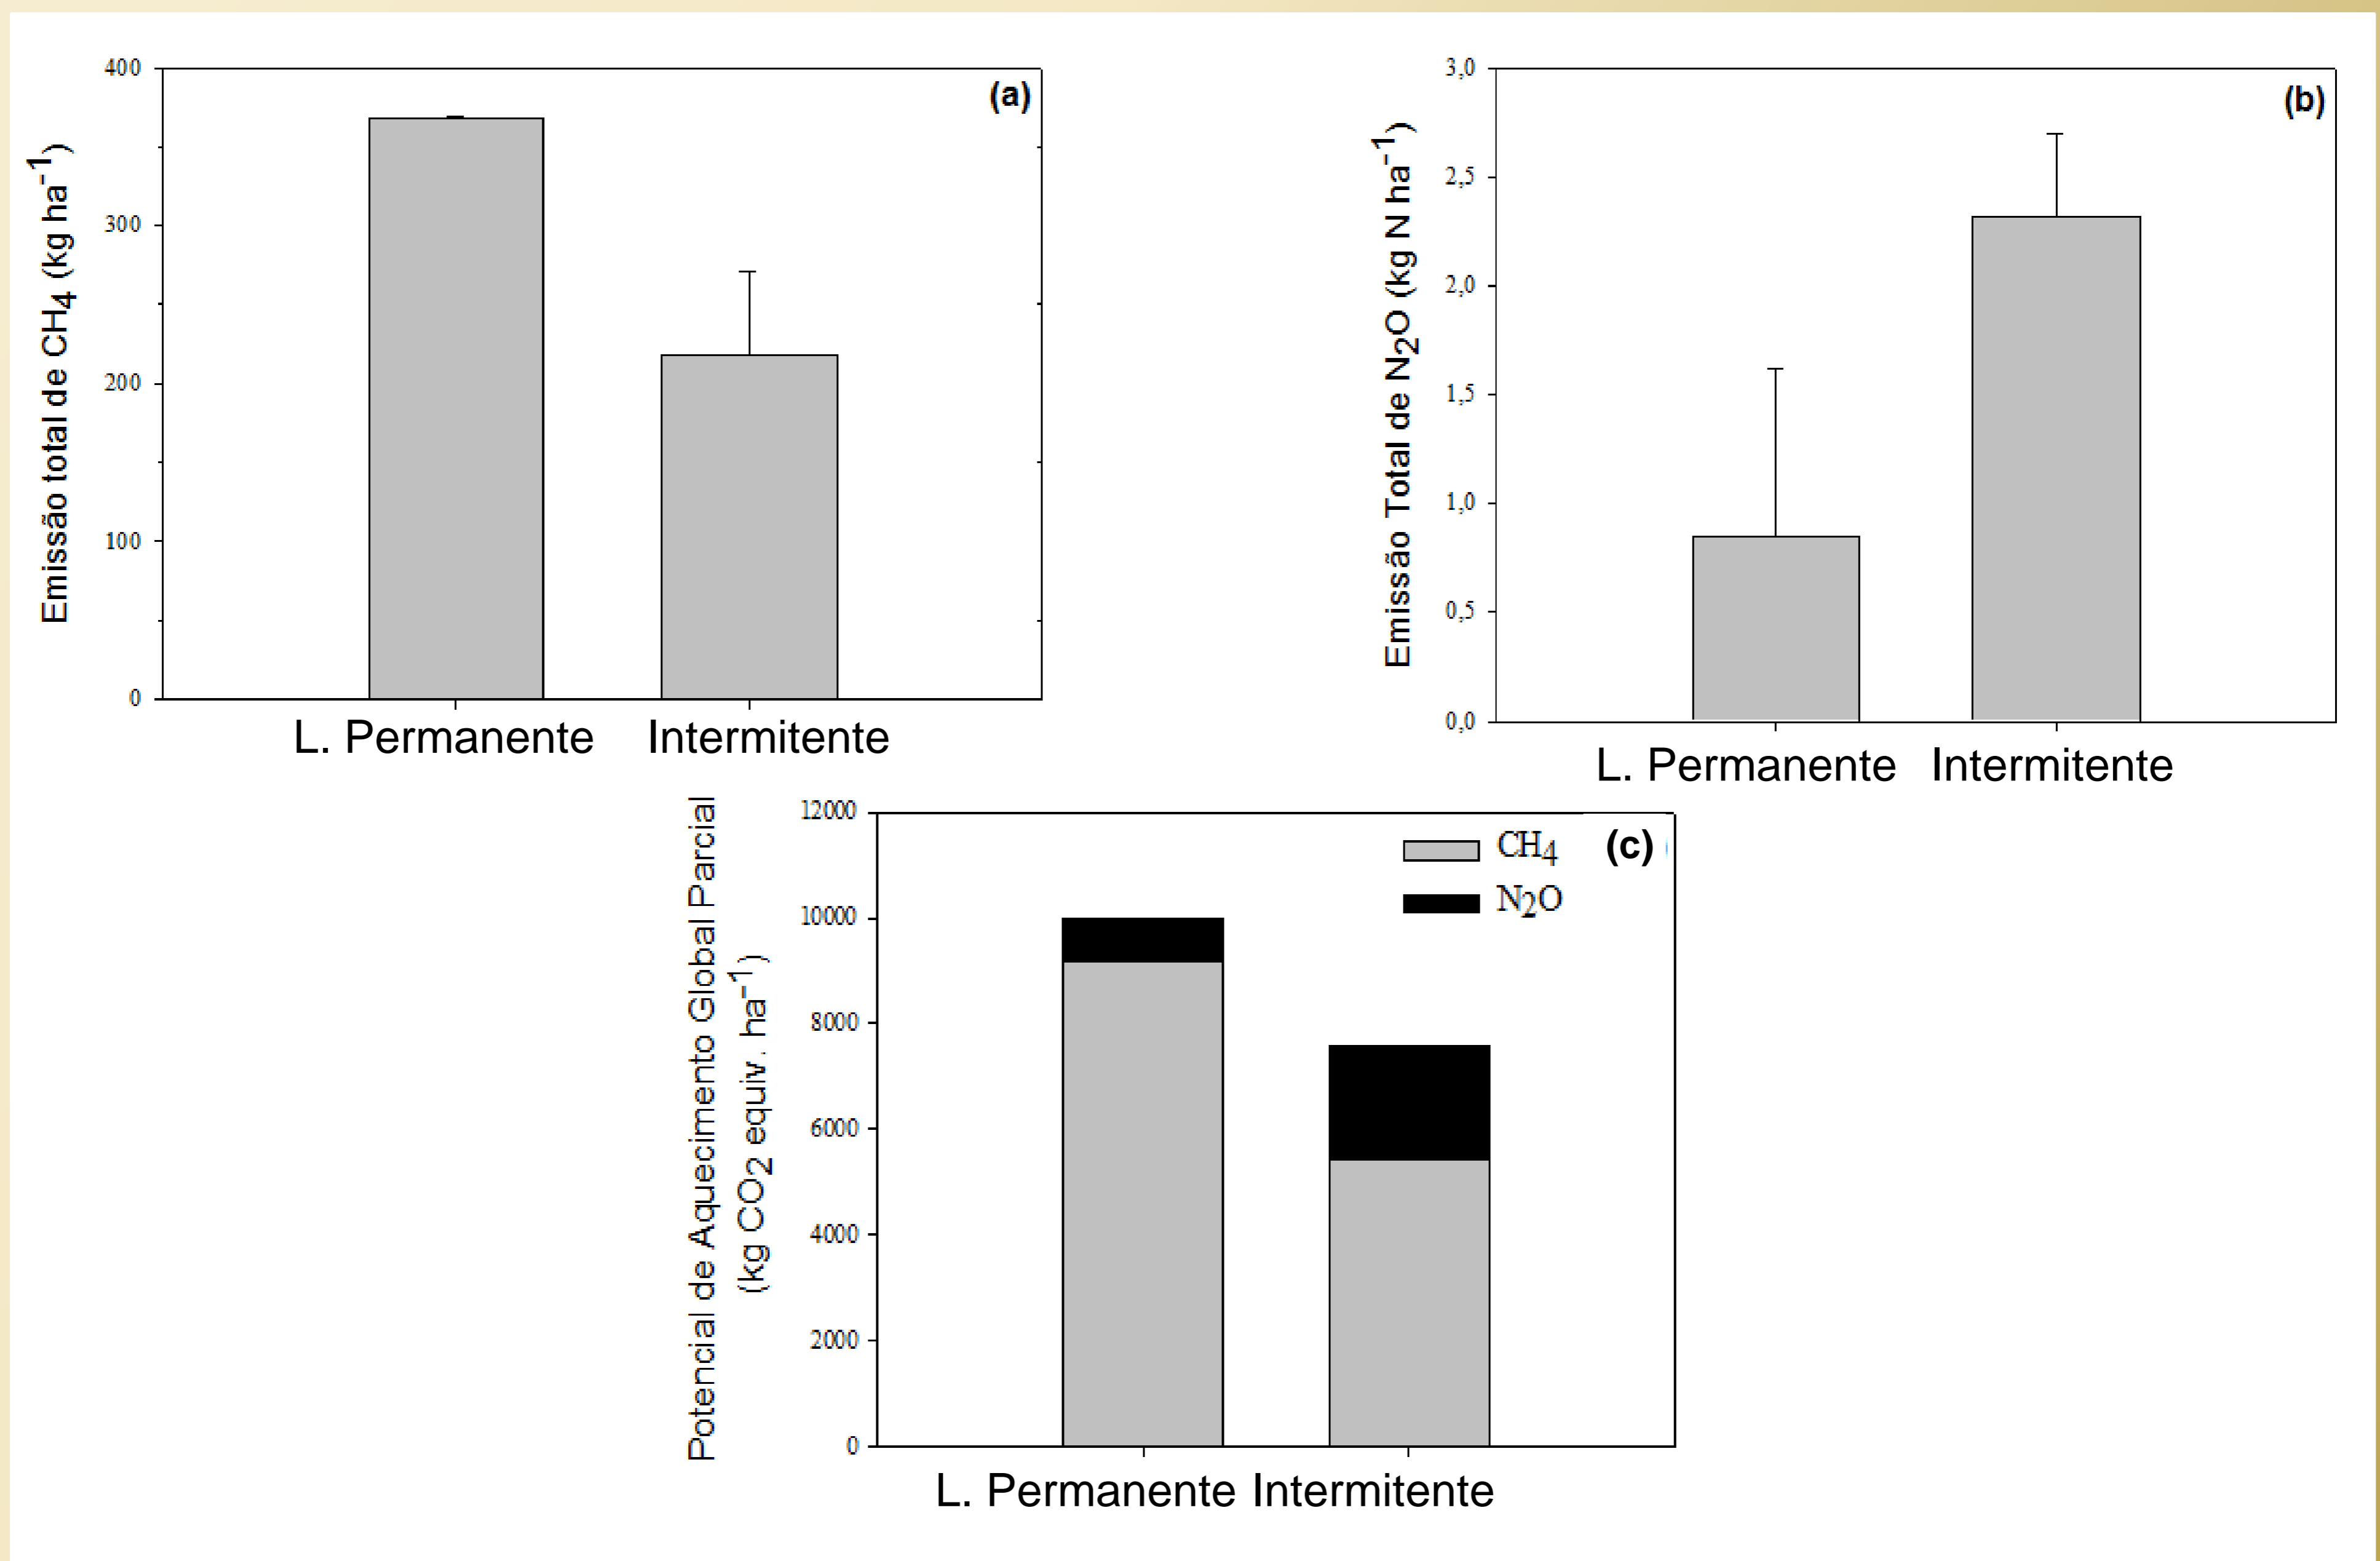 (a)
Emissão total de CH4 (kg ha-1)
400
300
200
100
0
L. Permanente Intermitente
(b)
Emissão Total de N2O (kg N ha-1)
3,0
2,5
2,0
1,5
1,0
0,5
0,0
L. Permanente Intermitente
(c)
Potencial de Aquecimento Global Parcial
(kg CO2 equiv. ha-1)
12000
10000
8000
6000
4000
2000
0
CH4
N2O
L. Permanente Intermitente